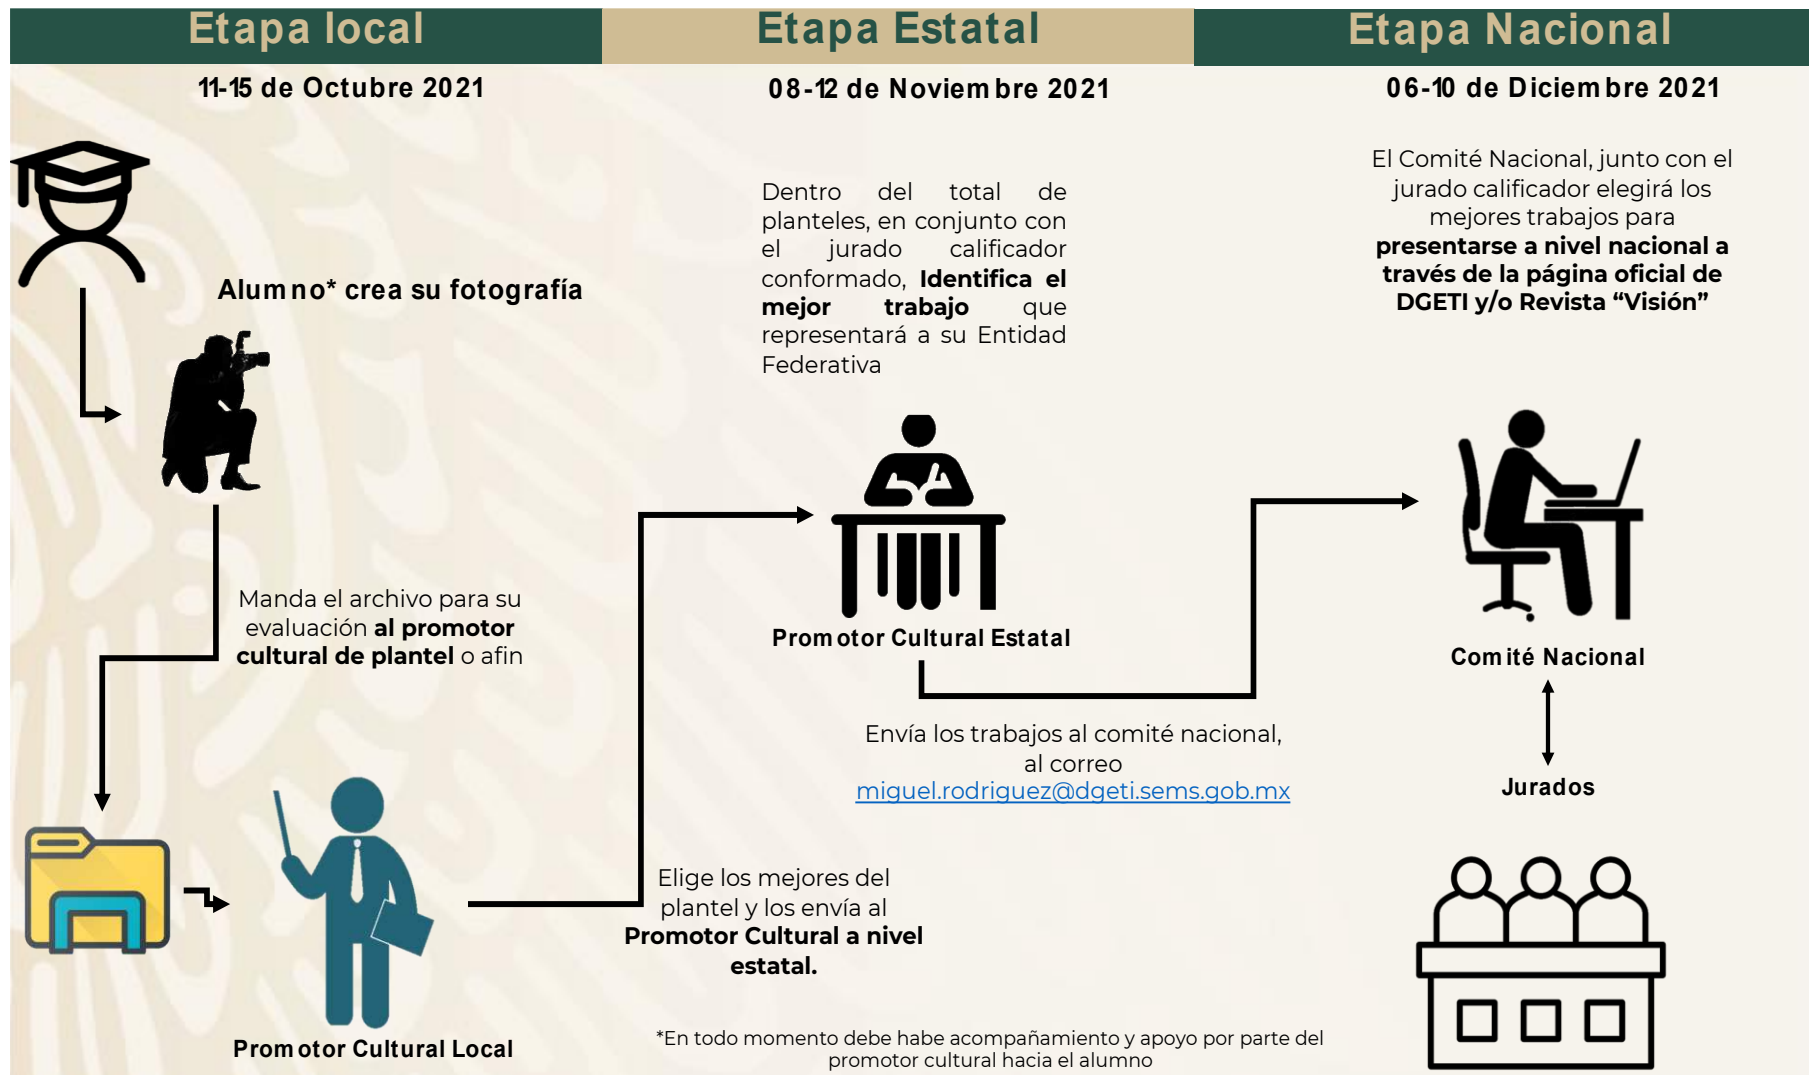 Etapa local
Etapa Estatal
Etapa Nacional
11-15 de Octubre 2021
08-12 de Noviembre 2021
06-10 de Diciembre 2021
Alumno* crea su fotografía
Manda el archivo para su
evaluación al promotor
cultural de plantel o afin
Promotor Cultural Local
Elige los mejores del
plantel y los envía al
Promotor Cultural a nivel
estatal.
Dentro del total de
planteles, en conjunto con
el jurado calificador
conformado, Identifica el
mejor trabajo que
representará a su Entidad
Federativa
Promotor Cultural Estatal
Envía los trabajos al comité nacional,
al correo
miguel.rodriguez@dgeti.sems.gob.mx
El Comité Nacional, junto con el
jurado calificador elegirá los
mejores trabajos para
presentarse a nivel nacional a
través de la página oficial de
DGETI y/o Revista “Visión”
Comité Nacional
Jurados
*En todo momento debe habe acompañamiento y apoyo por parte del
promotor cultural hacia el alumno